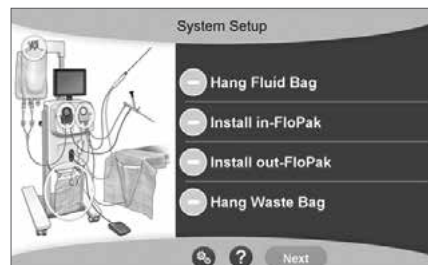 System Setup
Hang Fluid Bag
Install in-FloPak
Install out-FloPak
Hang Waste Bag
?
Next